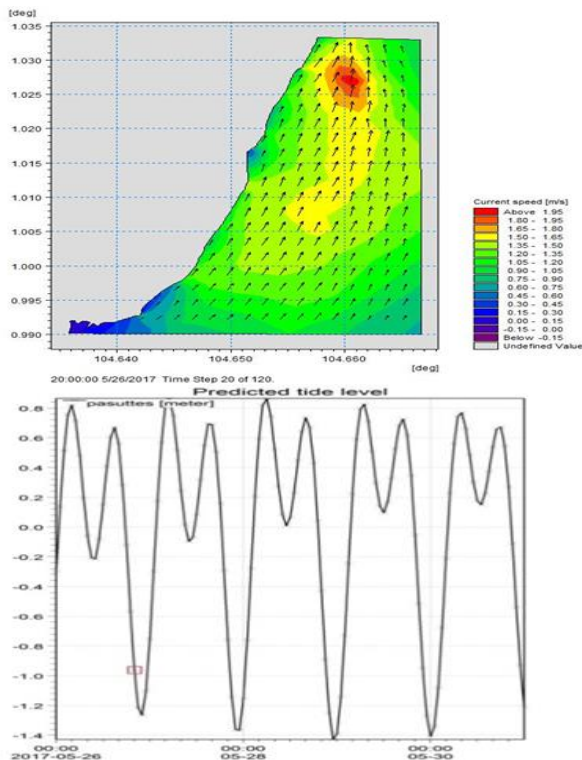 [deg]
1.035
1.030
1.025
1.020
1.015
1.010
1.005
1.000
0.995
0.990
104.640 104.650 104.660
[deg]
Current speed [m/s]
Above 1.95
1.80 - 1.95
1.65 - 1.80
1.50 - 1.65
1.35 - 1.50
1.20 - 1.35
1.05 - 1.20
0.90 - 1.05
0.75 - 0.90
0.60 - 0.75
0.45 - 0.60
0.30 - 0.45
0.15 - 0.30
0.00 - 0.15
-0.15 - 0.00
Below -0.15
Undefined Value
20:00:00 5/26/2017 Time Step 20 of 120.
Predicted tide level
pasuttes [meter]
0.8
0.6
0.4
0.2
0.0
-0.2
-0.4
-0.6
-0.8
-1.0
-1.2
-1.4
00:00 00:00 00:00
2017-05-26 05-28 05-30